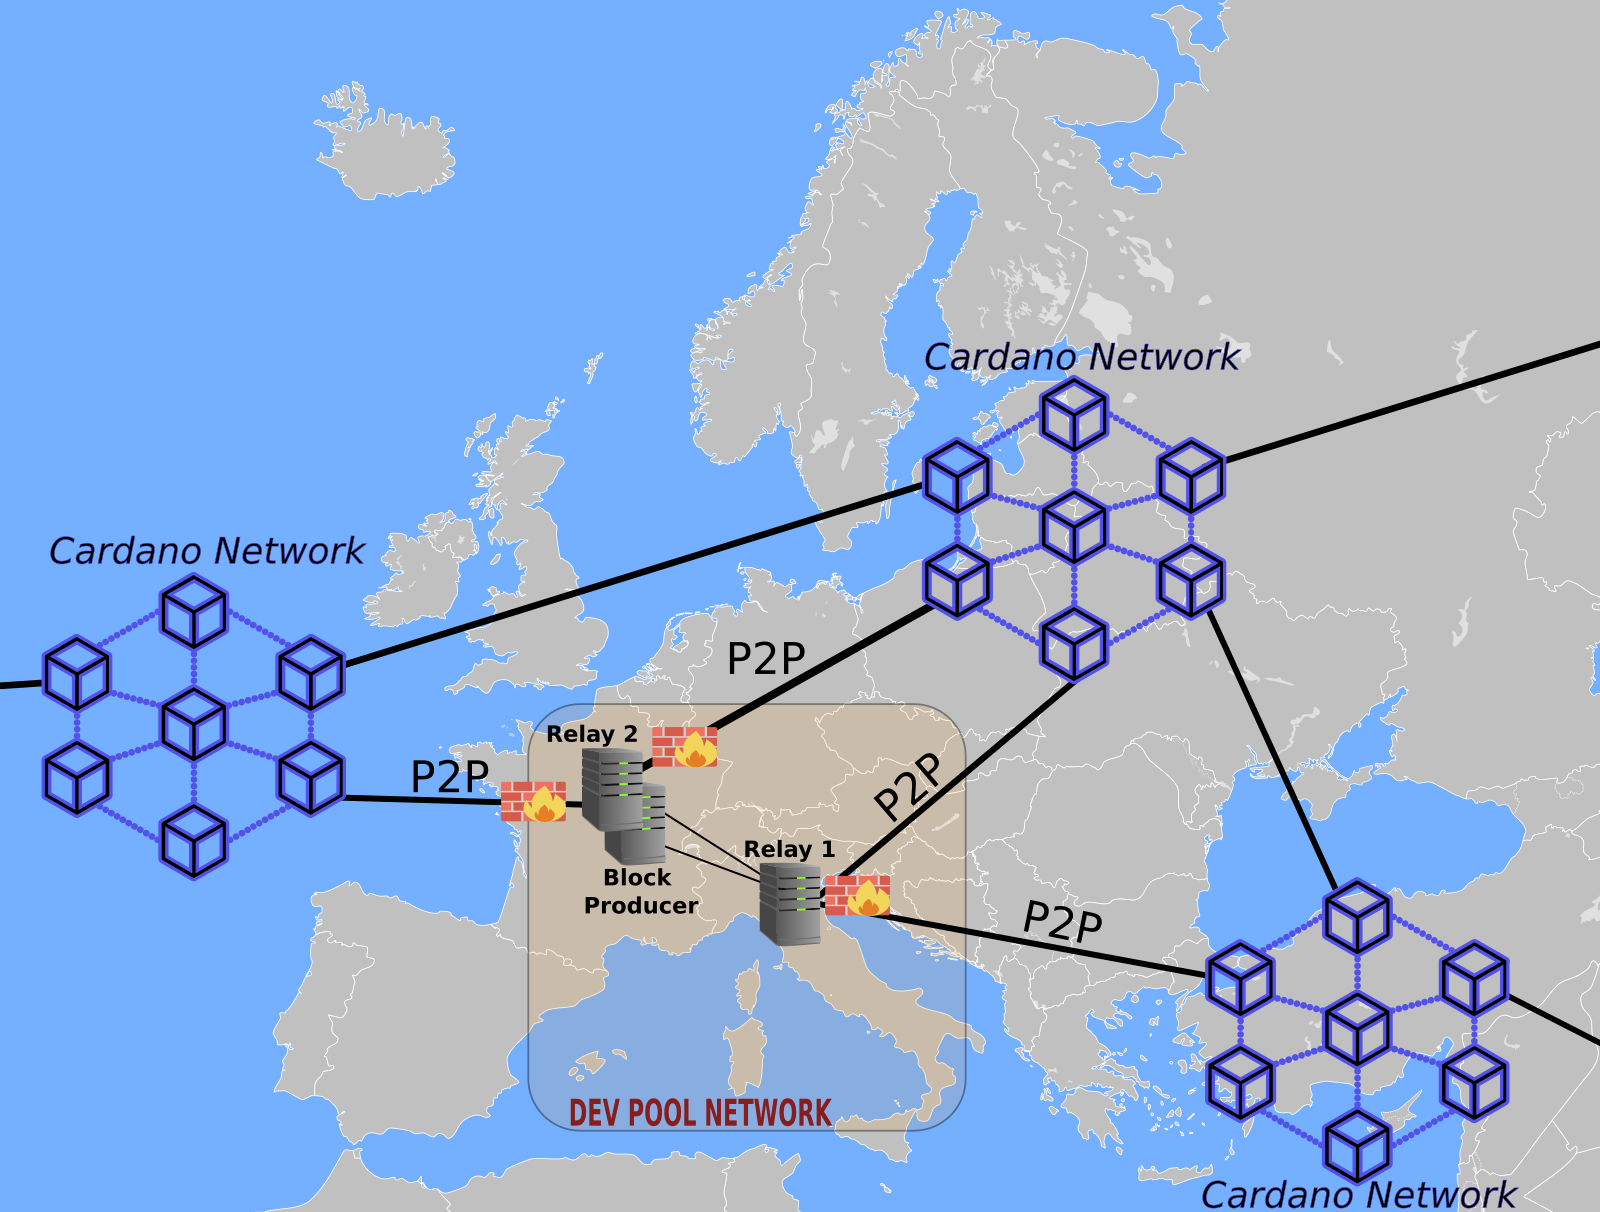 Cardano Network
Cardano Network
P2P
Relay 2
P2P
P2P
Relay 1
Block
Producer
P2P
DEV POOL NETWORK
Cardano Network